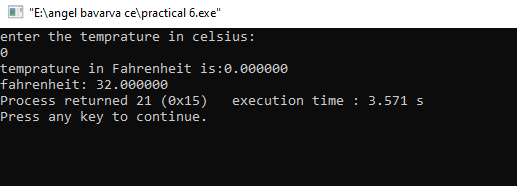 "E:\angel bavarva ce\practical 6.exe"
enter the temprature in celsius:
0
temprature in Fahrenheit is:0.000000
fahrenheit: 32.000000
Process returned 21 (0x15)   execution time : 3.571 s
Press any key to continue.